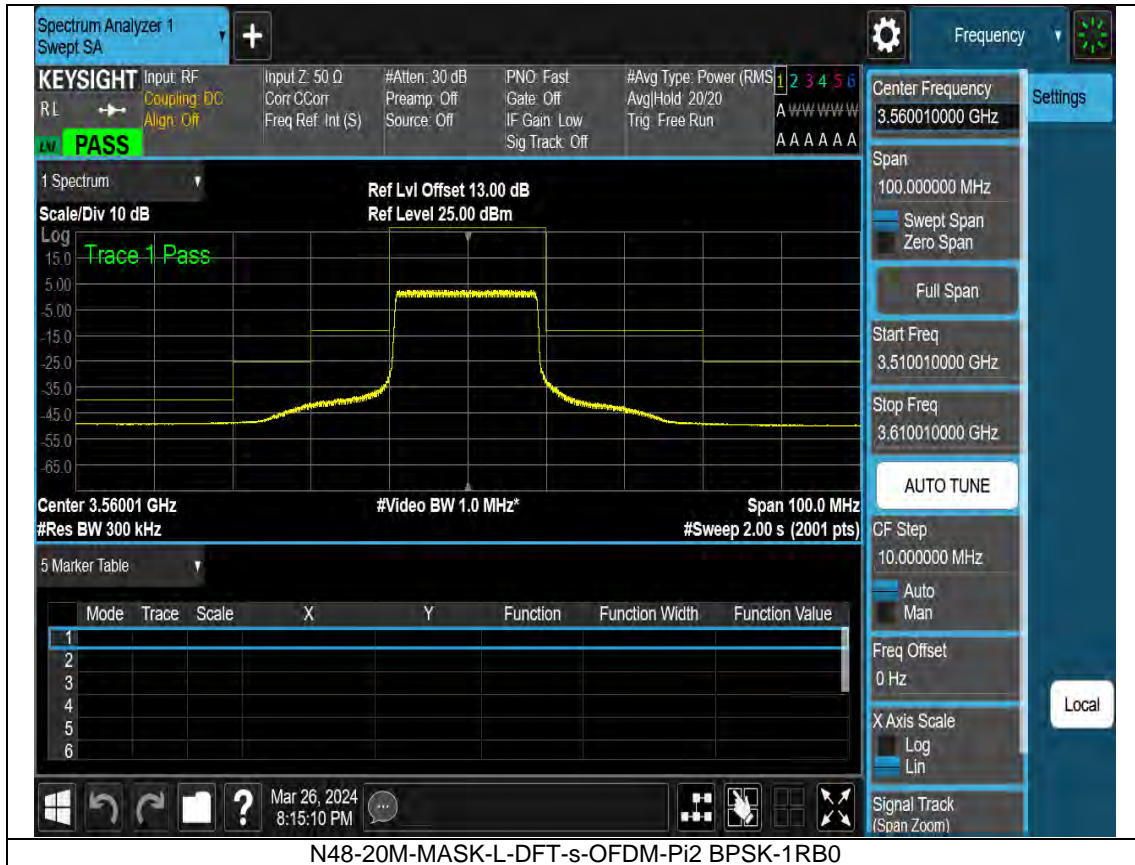 Spectrum Analyzer 1
Swept SA
Frequency
KEYSIGHT
RL
PASS
Input: RF
Coupling: DC
Align: Off
Input Z: 50 Ω
Corr CCorr
Freq Ref: Int (S)
#Atten: 30 dB
Preamp: Off
Source: Off
PNO: Fast
Gate: Off
IF Gain: Low
Sig Track: Off
#Avg Type: Power (RMS
Avg|Hold: 20/20
Trig: Free Run
1 2 3 4 5 6
A W W W W W
A A A A A A
1 Spectrum
Scale/Div 10 dB
Ref Lvl Offset 13.00 dB
Ref Level 25.00 dBm
Log
Trace 1 Pass
15.0
5.00
-5.00
-15.0
-25.0
-35.0
-45.0
-55.0
-65.0
Center 3.56001 GHz
#Video BW 1.0 MHz*
Span 100.0 MHz
#Res BW 300 kHz
#Sweep 2.00 s (2001 pts)
5 Marker Table
Mode Trace Scale X Y Function Function Width Function Value
1
2
3
4
5
6
Mar 26, 2024
8:15:10 PM
Center Frequency
3.560010000 GHz
Settings
Span
100.000000 MHz
Swept Span
Zero Span
Full Span
Start Freq
3.510010000 GHz
Stop Freq
3.610010000 GHz
AUTO TUNE
CF Step
10.000000 MHz
Auto
Man
Freq Offset
0 Hz
Local
X Axis Scale
Log
Lin
Signal Track
(Span Zoom)
N48-20M-MASK-L-DFT-s-OFDM-Pi2 BPSK-1RB0